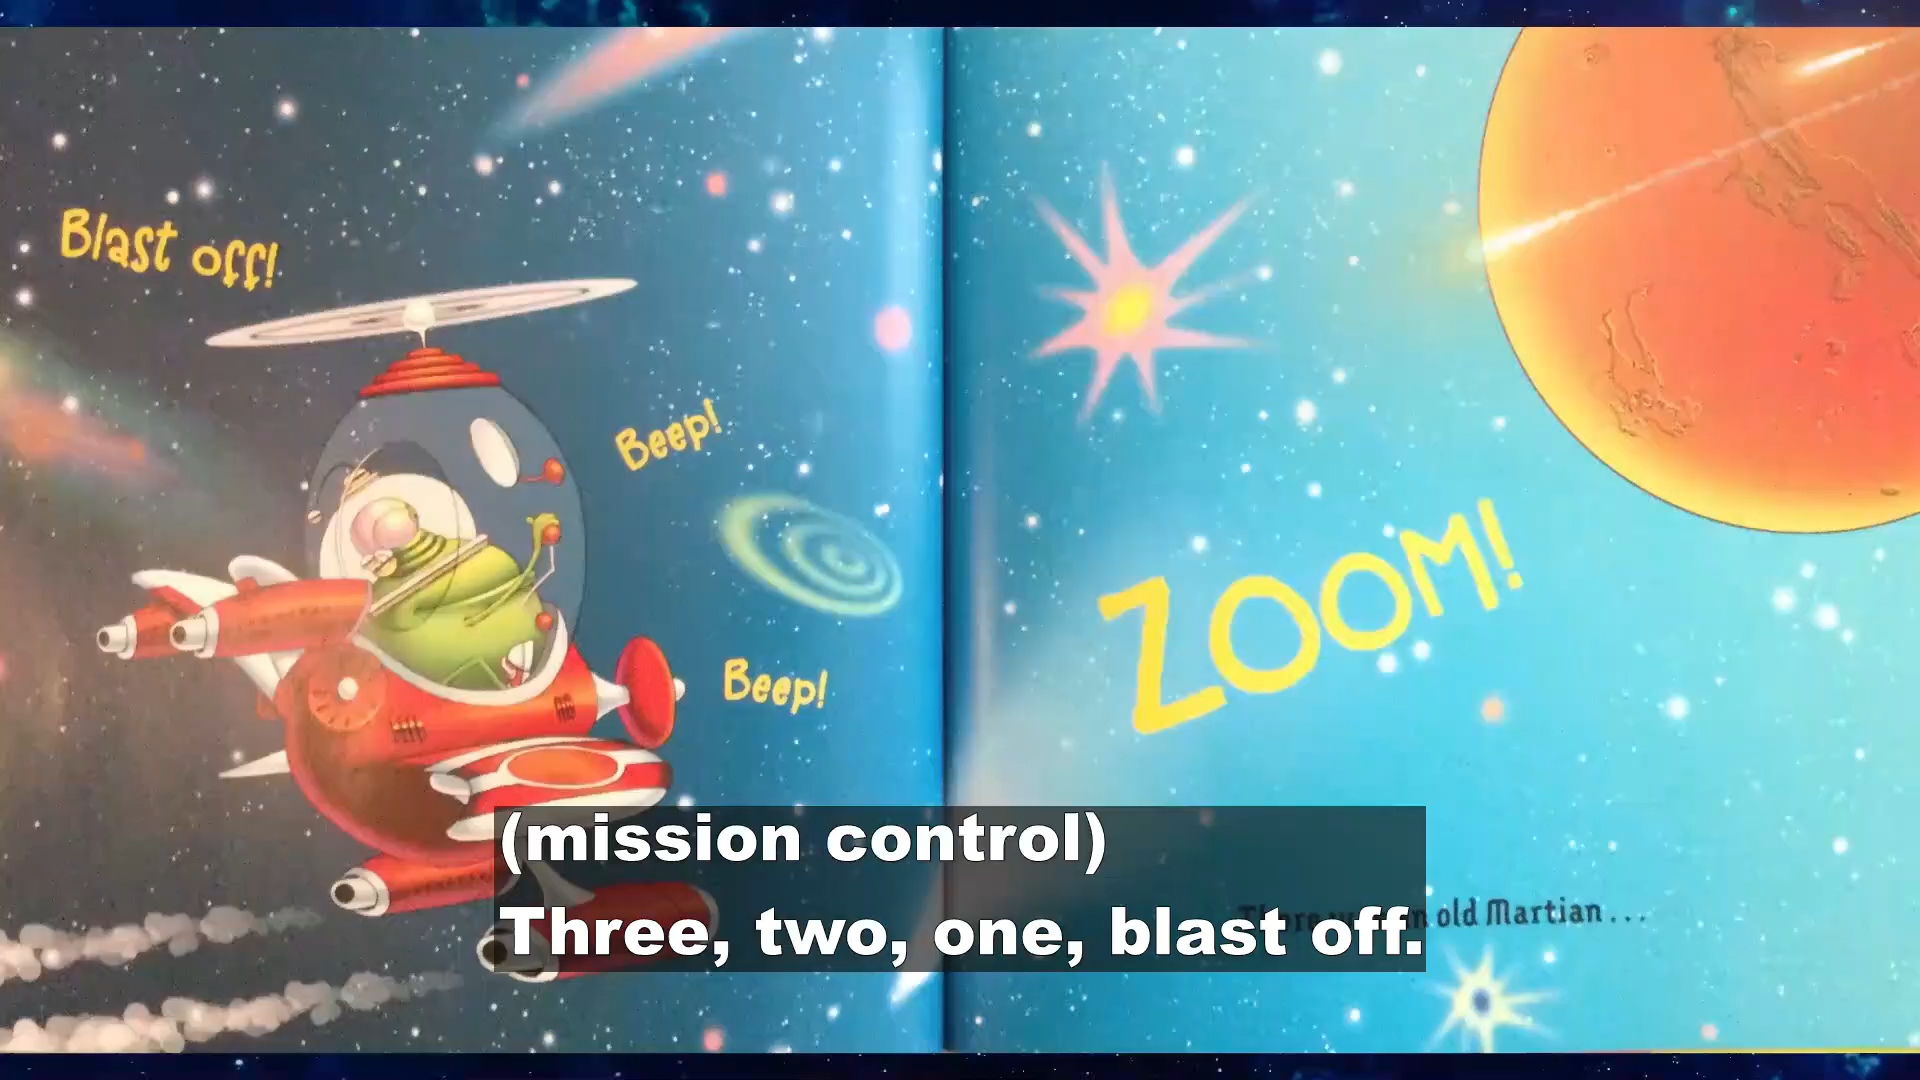 Blast off!
Beep!
Beep!
ZOOM!
old Martian...
(mission control)
Three, two, one, blast off.